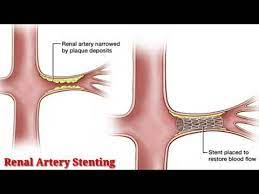 Renal artery narrowed
by plaque deposits
Stent placed to
restore blood flow
Renal Artery Stenting